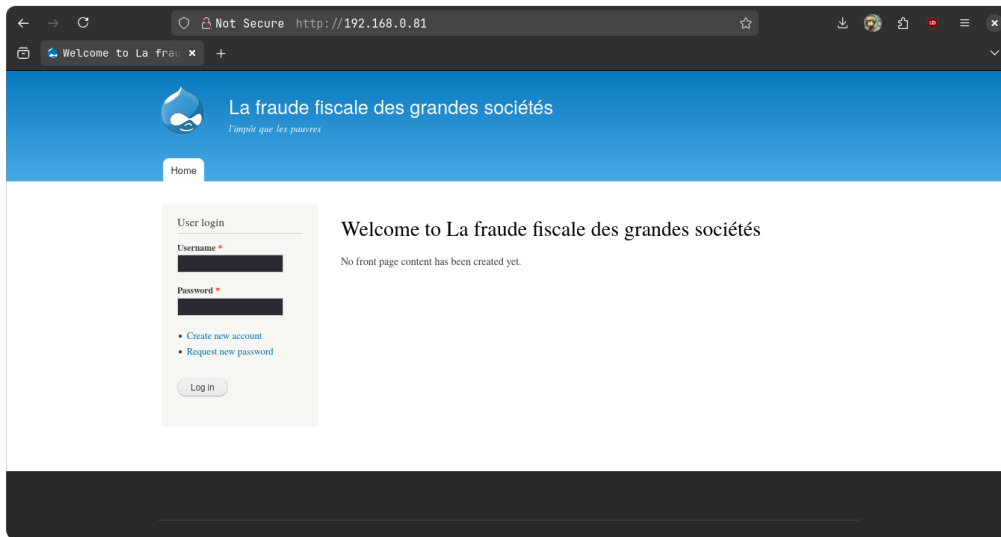 Not Secure http://192.168.0.81
Welcome to La frau
La fraude fiscale des grandes sociétés
l'impôt que les pauvres
Home
User login
Username *
Password *
Create new account
Request new password
Log in
Welcome to La fraude fiscale des grandes sociétés
No front page content has been created yet.